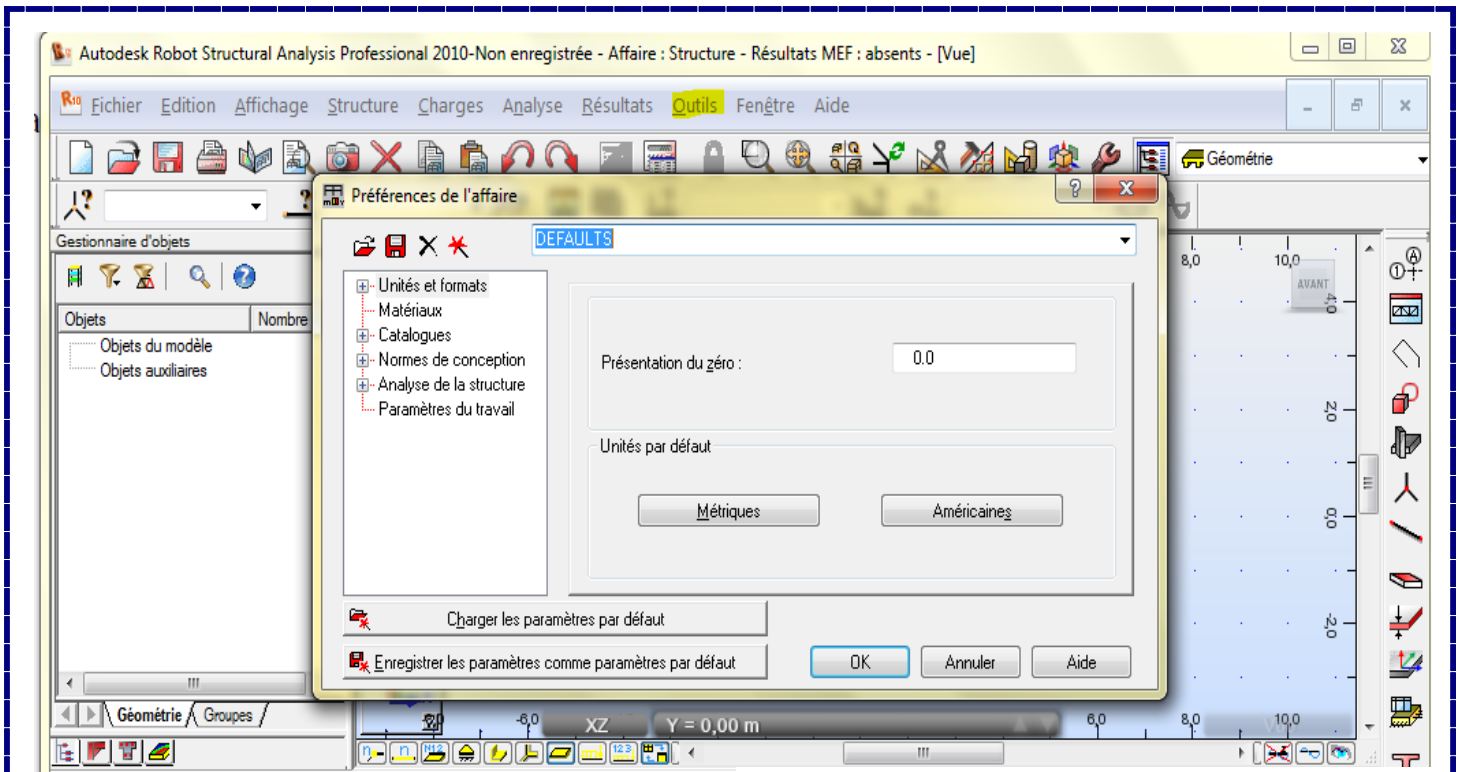 Autodesk Robot Structural Analysis Professional 2010-Non enregistrée - Affaire : Structure - Résultats MEF : absents - [Vue]
Fichier Edition Affichage Structure Charges Analyse Résultats Outils Fenêtre Aide
Géométrie
Préférences de l'affaire
Gestionnaire d'objets
DEFAULTS
Objets Nombre
Objets du modèle
Objets auxiliaires
Unités et formats
Matériaux
Catalogues
Normes de conception
Analyse de la structure
Paramètres du travail
Présentation du zéro : 0.0
Unités par défaut
Métriques Américaines
Charger les paramètres par défaut
Enregistrer les paramètres comme paramètres par défaut
OK Annuler Aide
8,0 10,0
AVANT
4,0
2,0
0,0
-2,0
Géométrie Groupes
-6,0 XZ Y = 0,00 m 6,0 8,0 10,0